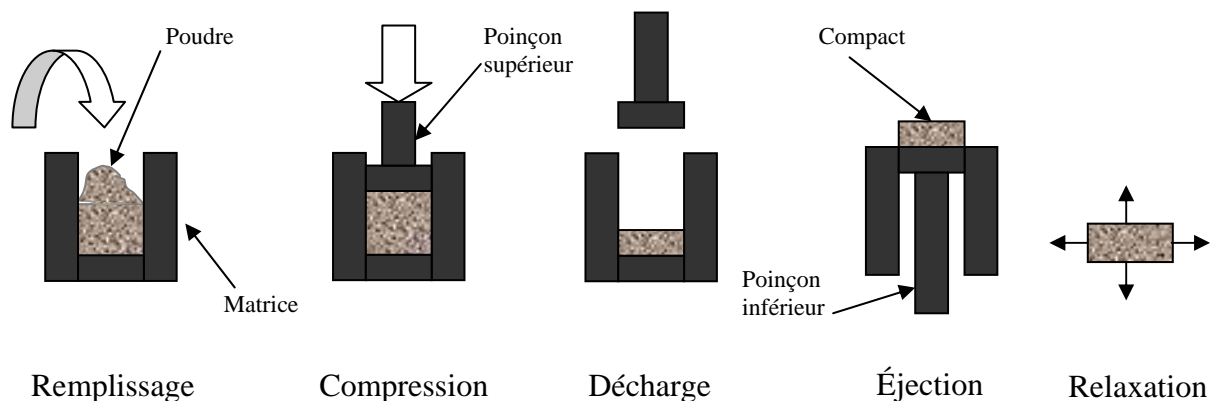 Poudre
Poinçon
supérieur
Compact
Matrice
Poinçon
inférieur
Remplissage
Compression
Décharge
Éjection
Relaxation